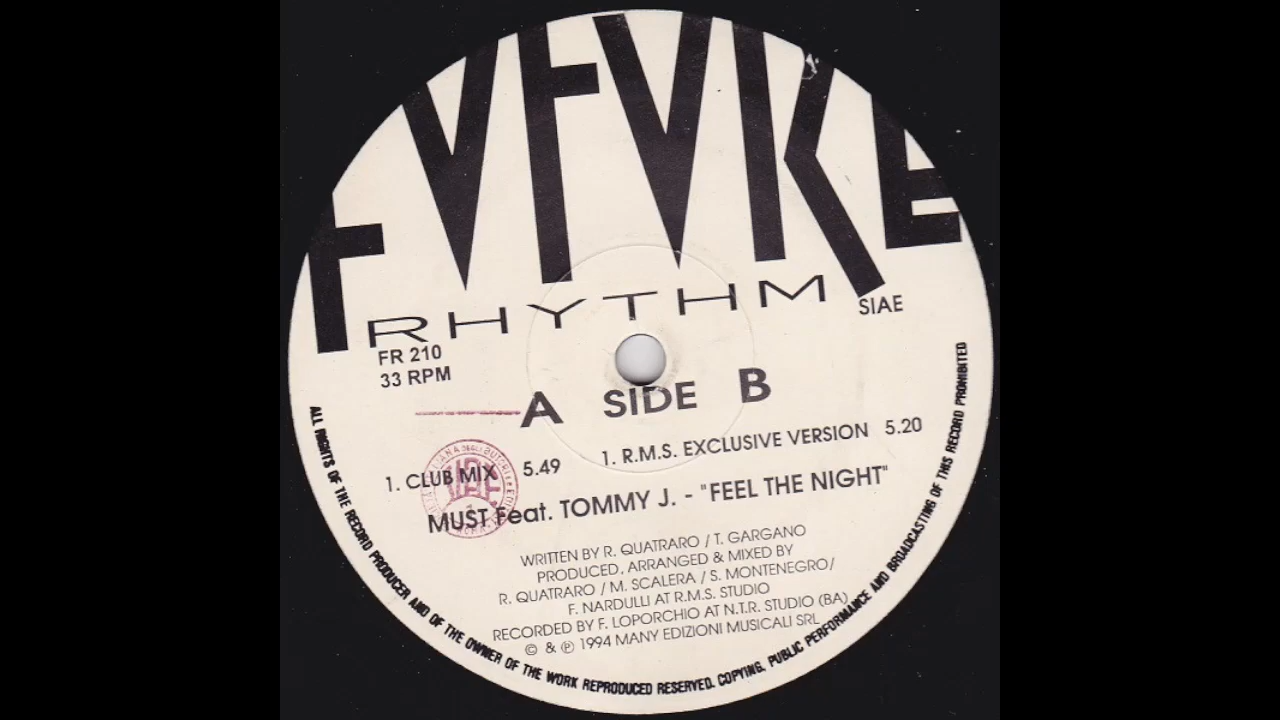 FVFVRE
RHYTHM
SIAE
FR 210
33 RPM
A SIDE B
1. CLUB MIX 5.49 1. R.M.S. EXCLUSIVE VERSION 5.20
MUST Feat. TOMMY J. - "FEEL THE NIGHT"
WRITTEN BY R. QUATRARO / T. GARGANO
PRODUCED, ARRANGED & MIXED BY
R. QUATRARO / M. SCALERA / S. MONTENEGRO/
F. NARDULLI AT R.M.S. STUDIO
RECORDED BY F. LOPORCHIO AT N.T.R. STUDIO (BA)
© & ℗ 1994 MANY EDIZIONI MUSICALI SRL
ALL RIGHTS OF THE RECORD PRODUCER AND OF THE OWNER OF THE WORK REPRODUCED RESERVED. COPYING, PUBLIC PERFORMANCE AND BROADCASTING OF THIS RECORD PROHIBITED